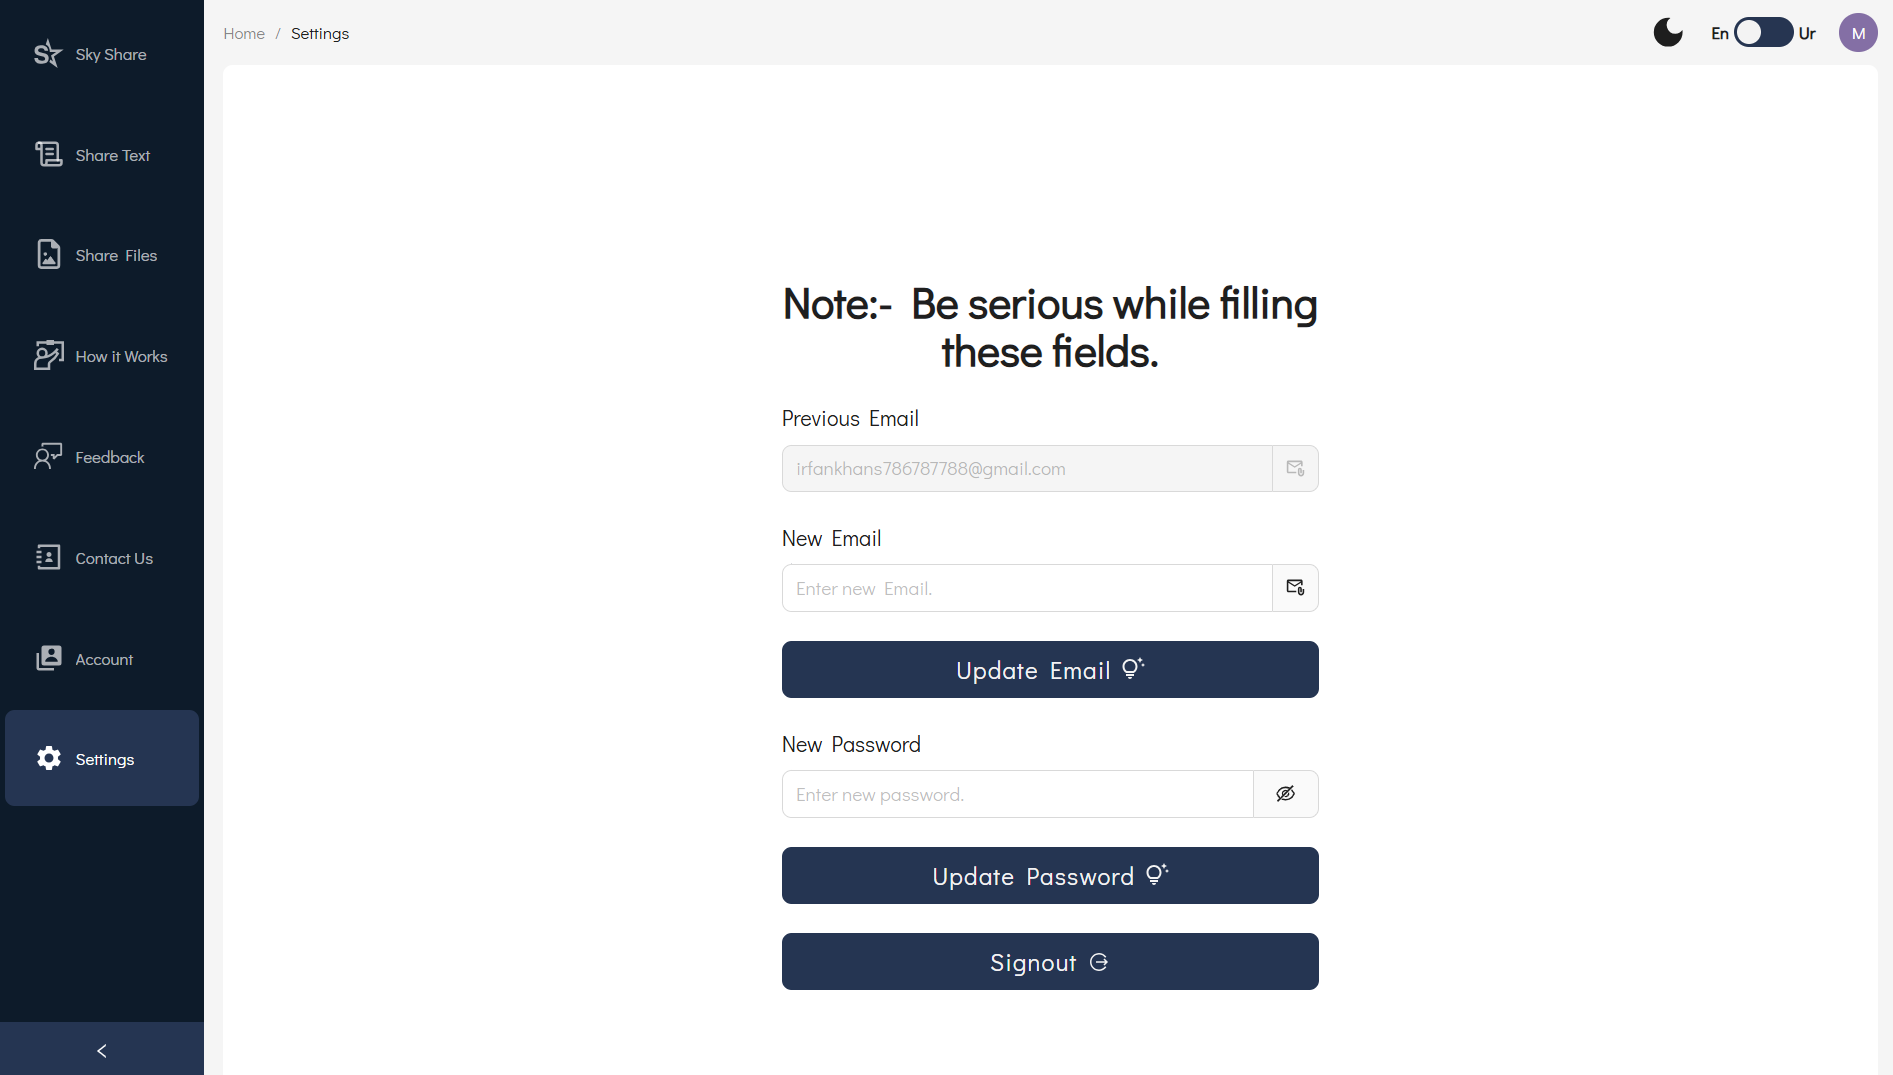 Sky Share
Share Text
Share Files
How it Works
Feedback
Contact Us
Account
Settings
Home / Settings
En Ur
M
Note:- Be serious while filling
these fields.
Previous Email
irfankhans786787788@gmail.com
New Email
Enter new Email.
Update Email
New Password
Enter new password.
Update Password
Signout